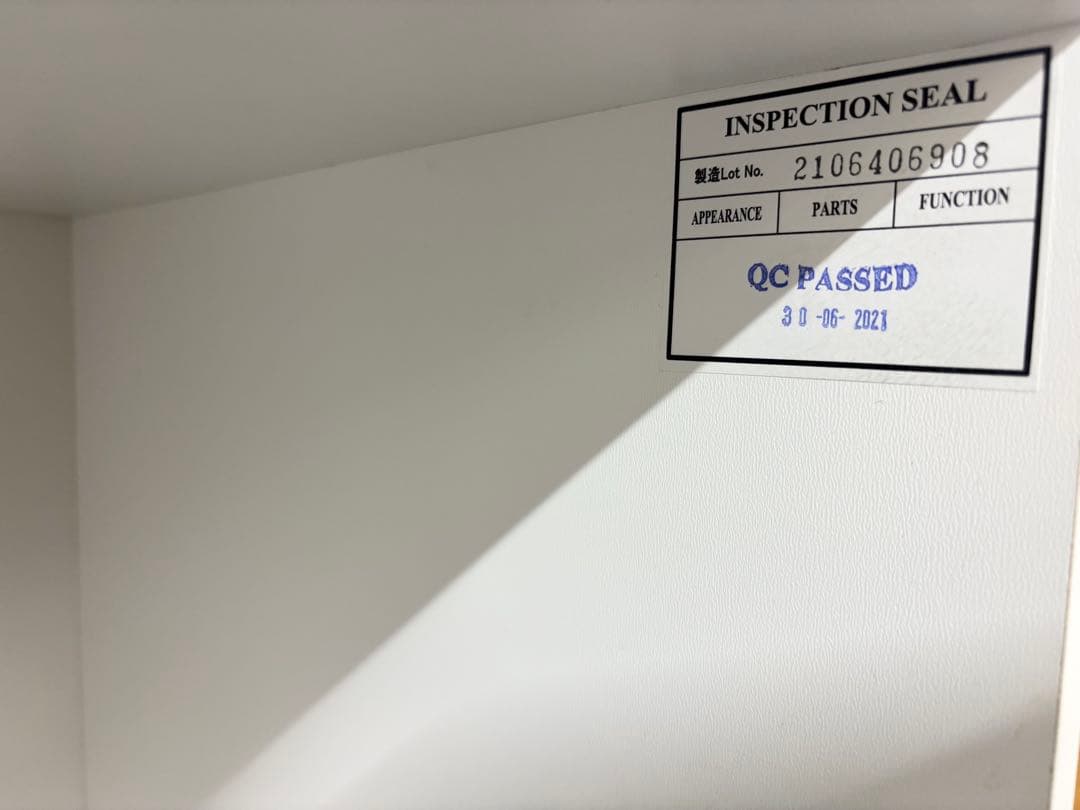 INSPECTION SEAL
製造Lot No. 2106406908
APPEARANCE PARTS FUNCTION
QC PASSED
30-06-2021